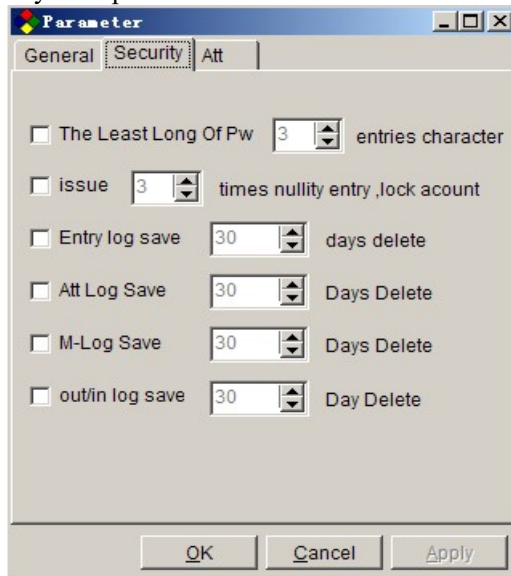 Parameter
General Security Att
The Least Long Of Pw 3 entries character
issue 3 times nullity entry ,lock acount
Entry log save 30 days delete
Att Log Save 30 Days Delete
M-Log Save 30 Days Delete
out/in log save 30 Day Delete
OK Cancel Apply